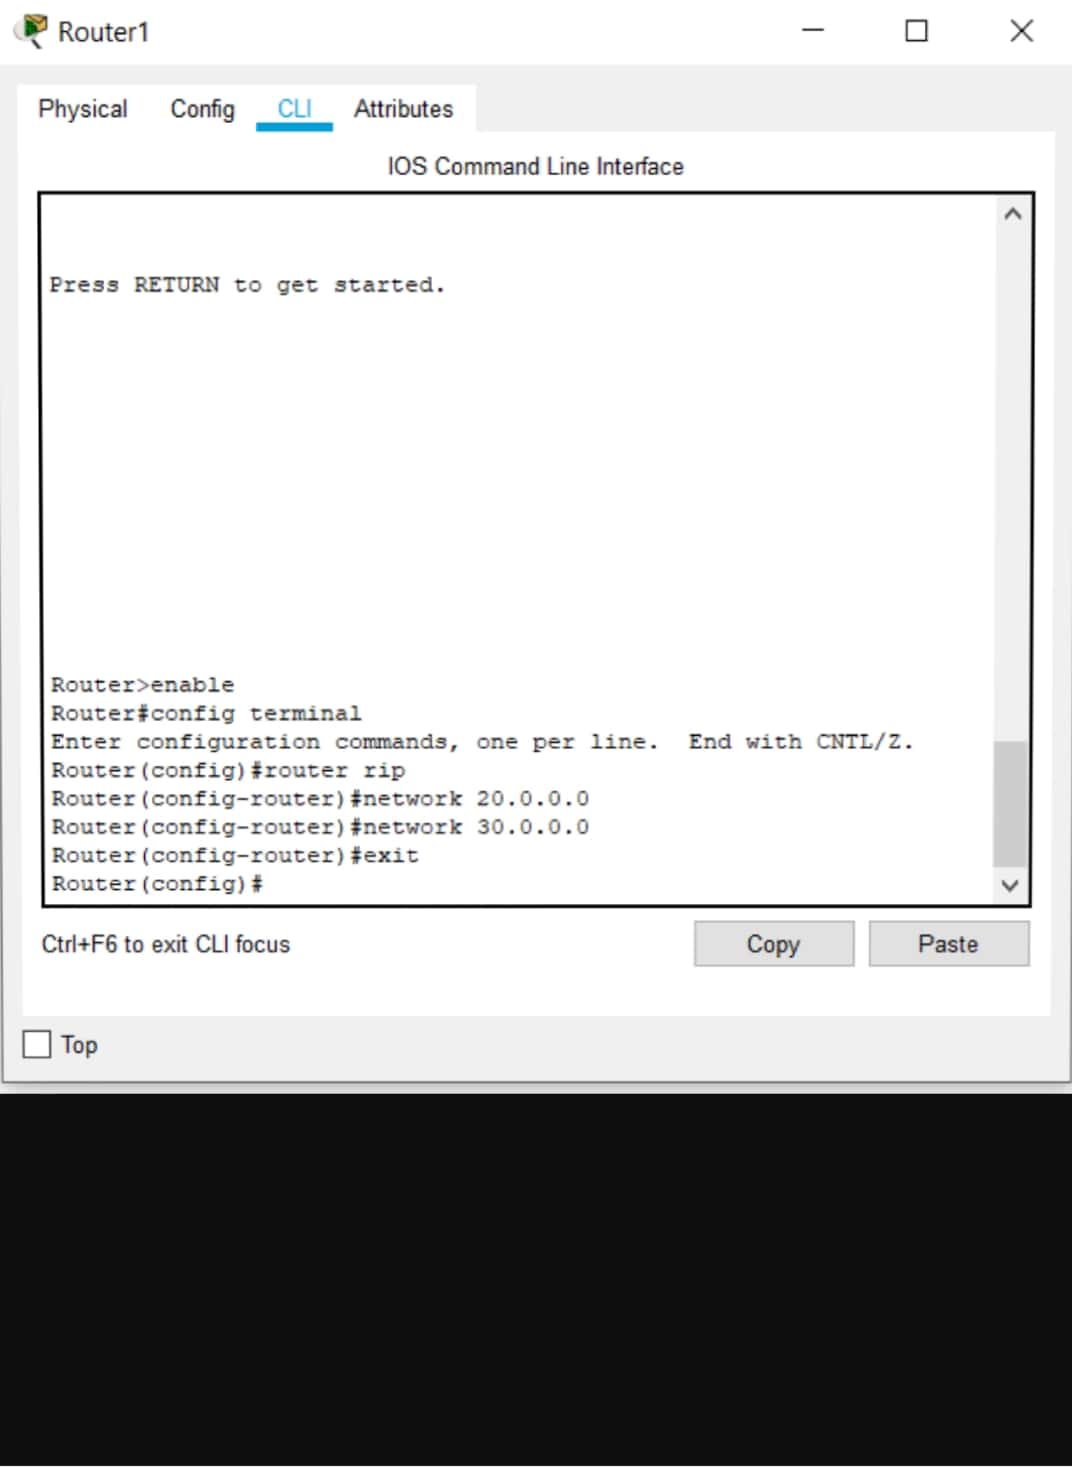 Router1
Physical Config CLI Attributes
IOS Command Line Interface
Press RETURN to get started.
Router>enable
Router#config terminal
Enter configuration commands, one per line.  End with CNTL/Z.
Router(config)#router rip
Router(config-router)#network 20.0.0.0
Router(config-router)#network 30.0.0.0
Router(config-router)#exit
Router(config)#
Ctrl+F6 to exit CLI focus
Copy Paste
Top